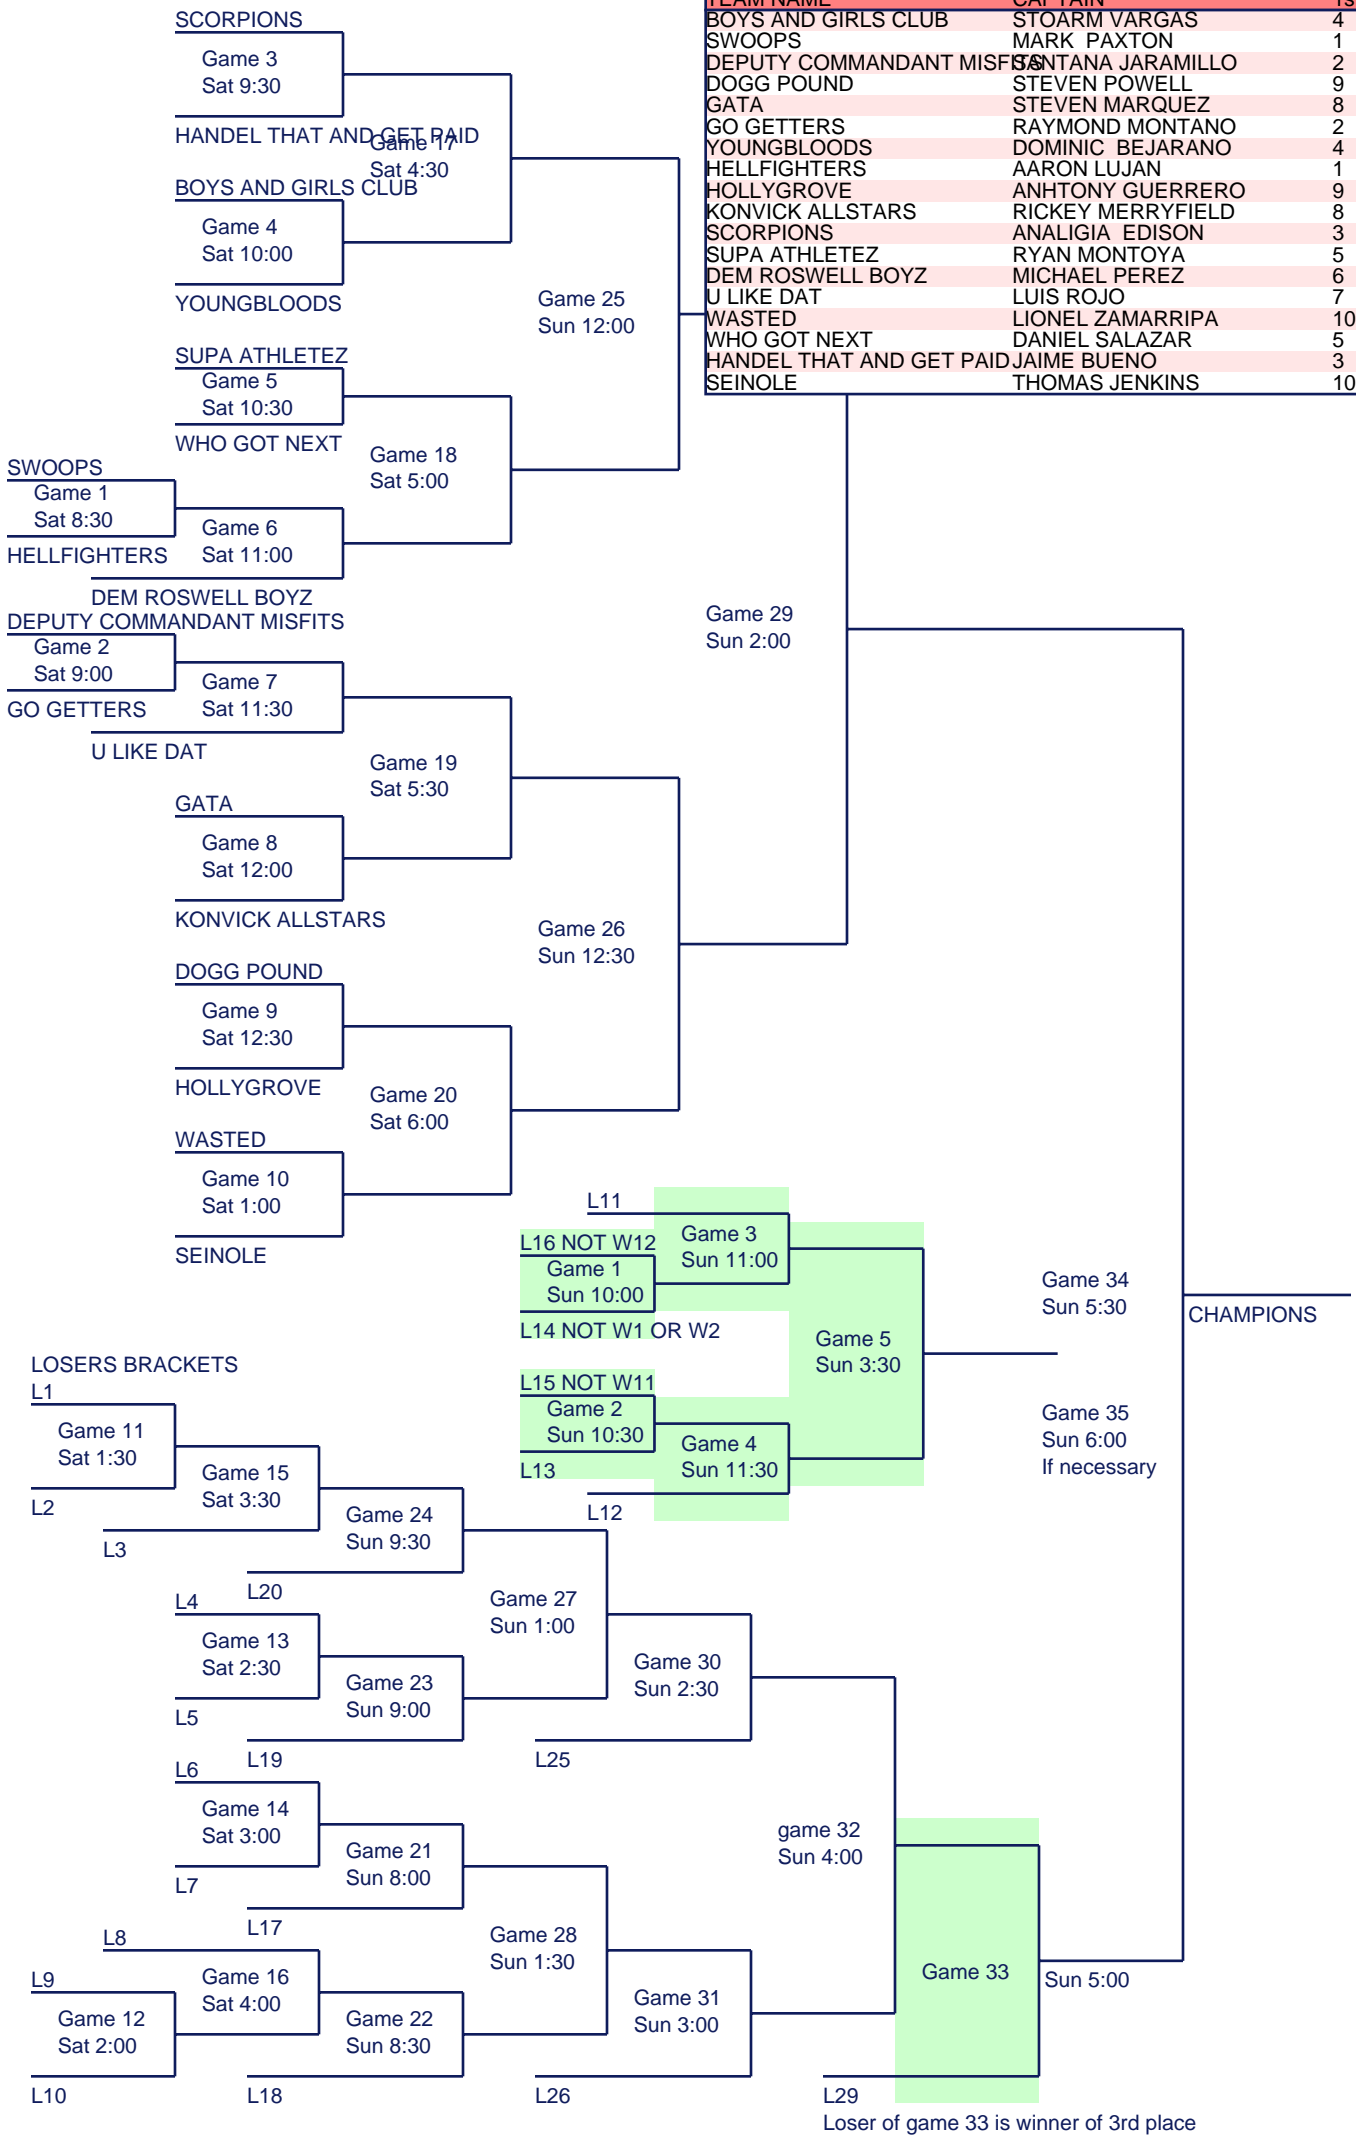 TEAM NAME CAPTAIN
BOYS AND GIRLS CLUB STOARM VARGAS 4
SWOOPS MARK PAXTON 1
DEPUTY COMMANDANT MISFITS SANTANA JARAMILLO 2
DOGG POUND STEVEN POWELL 9
GATA STEVEN MARQUEZ 8
GO GETTERS RAYMOND MONTANO 2
YOUNGBLOODS DOMINIC BEJARANO 4
HELLFIGHTERS AARON LUJAN 1
HOLLYGROVE ANHTONY GUERRERO 9
KONVICK ALLSTARS RICKEY MERRYFIELD 8
SCORPIONS ANALIGIA EDISON 3
SUPA ATHLETEZ RYAN MONTOYA 5
DEM ROSWELL BOYZ MICHAEL PEREZ 6
U LIKE DAT LUIS ROJO 7
WASTED LIONEL ZAMARRIPA 10
WHO GOT NEXT DANIEL SALAZAR 5
HANDEL THAT AND GET PAID JAIME BUENO 3
SEINOLE THOMAS JENKINS 10
SCORPIONS
Game 3
Sat 9:30
HANDEL THAT AND GET PAID
Game 17
Sat 4:30
BOYS AND GIRLS CLUB
Game 4
Sat 10:00
YOUNGBLOODS
Game 25
Sun 12:00
SUPA ATHLETEZ
Game 5
Sat 10:30
WHO GOT NEXT
Game 18
Sat 5:00
SWOOPS
Game 1
Sat 8:30
HELLFIGHTERS
Game 6
Sat 11:00
DEM ROSWELL BOYZ
DEPUTY COMMANDANT MISFITS
Game 2
Sat 9:00
GO GETTERS
Game 7
Sat 11:30
U LIKE DAT
Game 29
Sun 2:00
Game 19
Sat 5:30
GATA
Game 8
Sat 12:00
KONVICK ALLSTARS
Game 26
Sun 12:30
DOGG POUND
Game 9
Sat 12:30
HOLLYGROVE
Game 20
Sat 6:00
WASTED
Game 10
Sat 1:00
SEINOLE
L11
Game 3
Sun 11:00
L16 NOT W12
Game 1
Sun 10:00
L14 NOT W1 OR W2
Game 5
Sun 3:30
L15 NOT W11
Game 2
Sun 10:30
L13
Game 4
Sun 11:30
L12
Game 34
Sun 5:30
CHAMPIONS
Game 35
Sun 6:00
If necessary
LOSERS BRACKETS
L1
Game 11
Sat 1:30
L2
Game 15
Sat 3:30
L3
Game 24
Sun 9:30
L20
L4
Game 13
Sat 2:30
L5
Game 23
Sun 9:00
L19
Game 27
Sun 1:00
Game 30
Sun 2:30
L25
L6
Game 14
Sat 3:00
L7
Game 21
Sun 8:00
L17
game 32
Sun 4:00
L8
L9
Game 12
Sat 2:00
L10
Game 16
Sat 4:00
Game 22
Sun 8:30
L18
Game 28
Sun 1:30
Game 31
Sun 3:00
L26
Game 33
Sun 5:00
L29
Loser of game 33 is winner of 3rd place